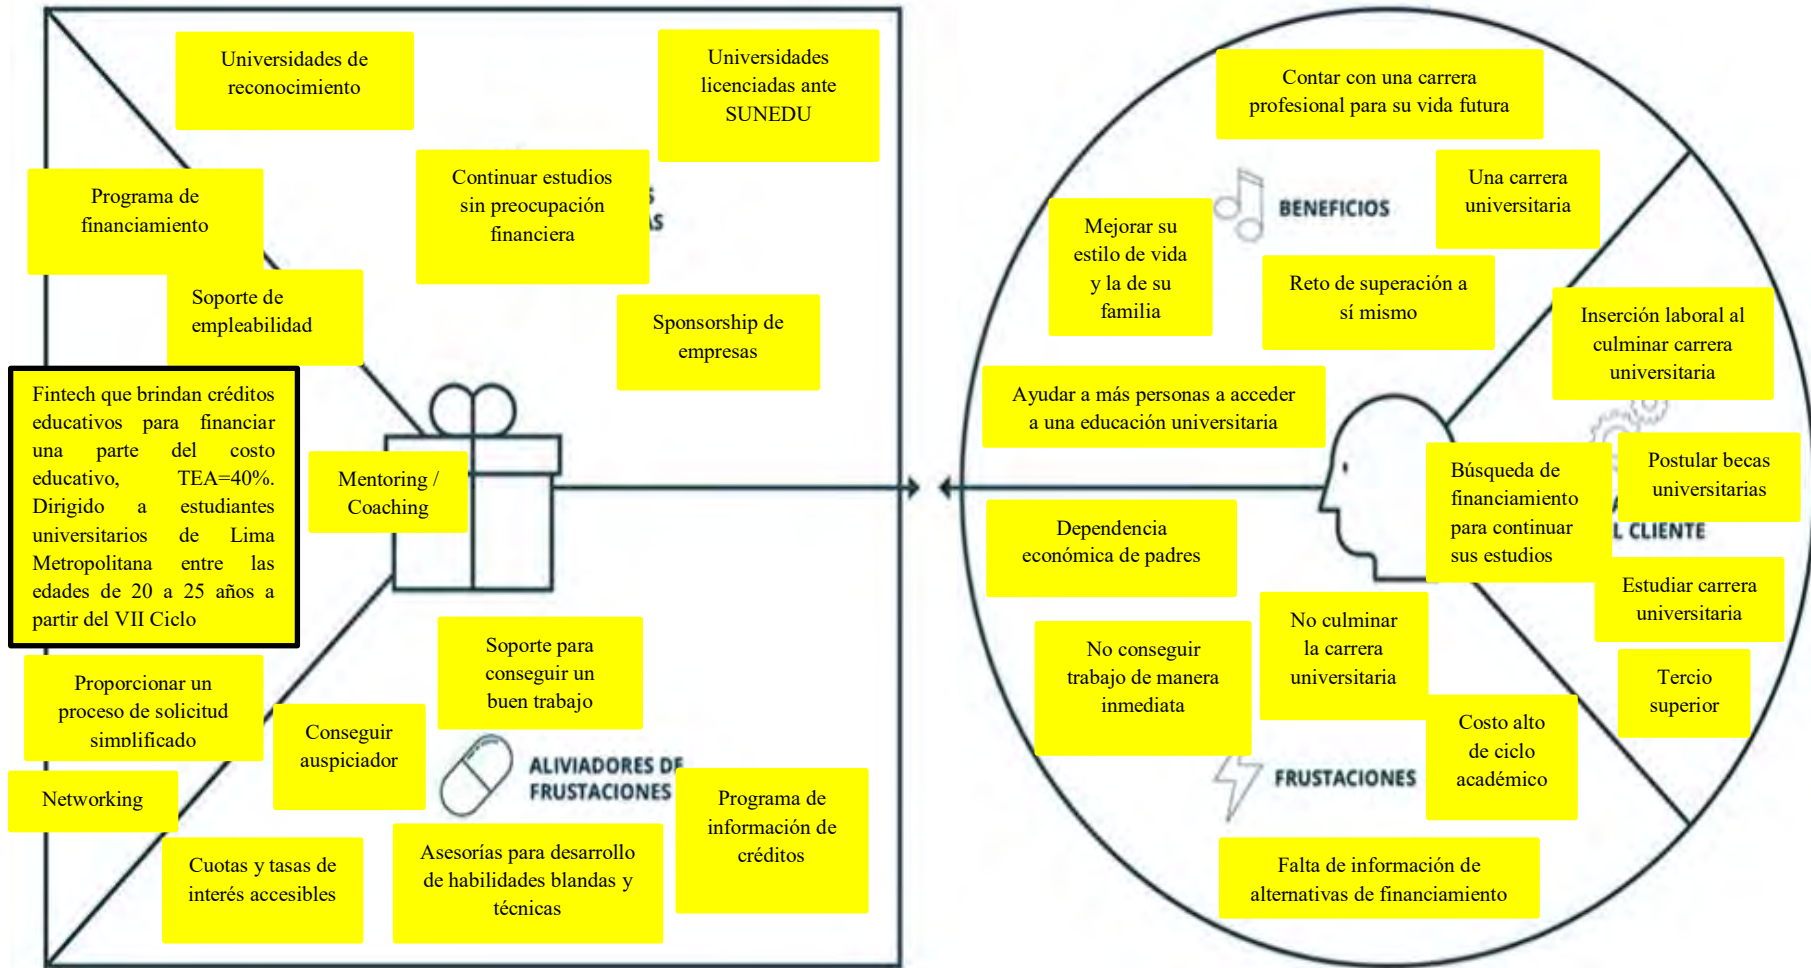 Universidades de
reconocimiento
Universidades
licenciadas ante
SUNEDU
Programa de
financiamiento
Continuar estudios
sin preocupación
financiera
S
AS
Soporte de
empleabilidad
Sponsorship de
empresas
Fintech que brindan créditos
educativos para financiar
una parte del costo
educativo, TEA=40%.
Dirigido a estudiantes
universitarios de Lima
Metropolitana entre las
edades de 20 a 25 años a
partir del VII Ciclo
Mentoring /
Coaching
Proporcionar un
proceso de solicitud
simplificado
Networking
Conseguir
auspiciador
Soporte para
conseguir un
buen trabajo
ALIVIADORES DE
FRUSTACIONES
Programa de
información de
créditos
Cuotas y tasas de
interés accesibles
Asesorías para desarrollo
de habilidades blandas y
técnicas
Contar con una carrera
profesional para su vida futura
BENEFICIOS
Una carrera
universitaria
Mejorar su
estilo de vida
y la de su
familia
Reto de superación a
sí mismo
Ayudar a más personas a acceder
a una educación universitaria
Inserción laboral al
culminar carrera
universitaria
Búsqueda de
financiamiento
para continuar
sus estudios
Postular becas
universitarias
L CLIENTE
Estudiar carrera
universitaria
Tercio
superior
Dependencia
económica de padres
No conseguir
trabajo de manera
inmediata
No culminar
la carrera
universitaria
Costo alto
de ciclo
académico
FRUSTACIONES
Falta de información de
alternativas de financiamiento